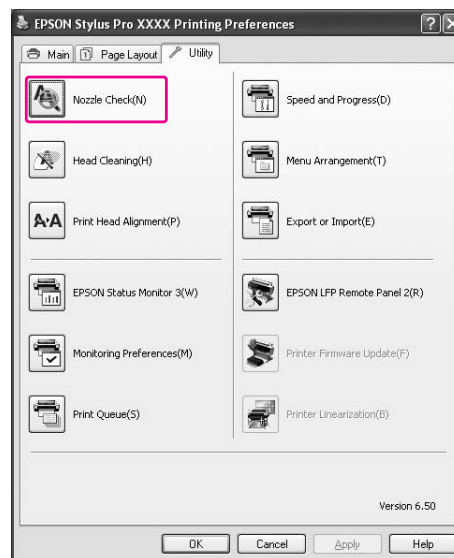 EPSON Stylus Pro XXXX Printing Preferences
Main
Page Layout
Utility
Nozzle Check(N)
Speed and Progress(D)
Head Cleaning(H)
Menu Arrangement(T)
Print Head Alignment(P)
Export or Import(E)
EPSON Status Monitor 3(W)
EPSON LFP Remote Panel 2(R)
Monitoring Preferences(M)
Printer Firmware Update(F)
Print Queue(S)
Printer Linearization(B)
Version 6.50
OK
Cancel
Apply
Help